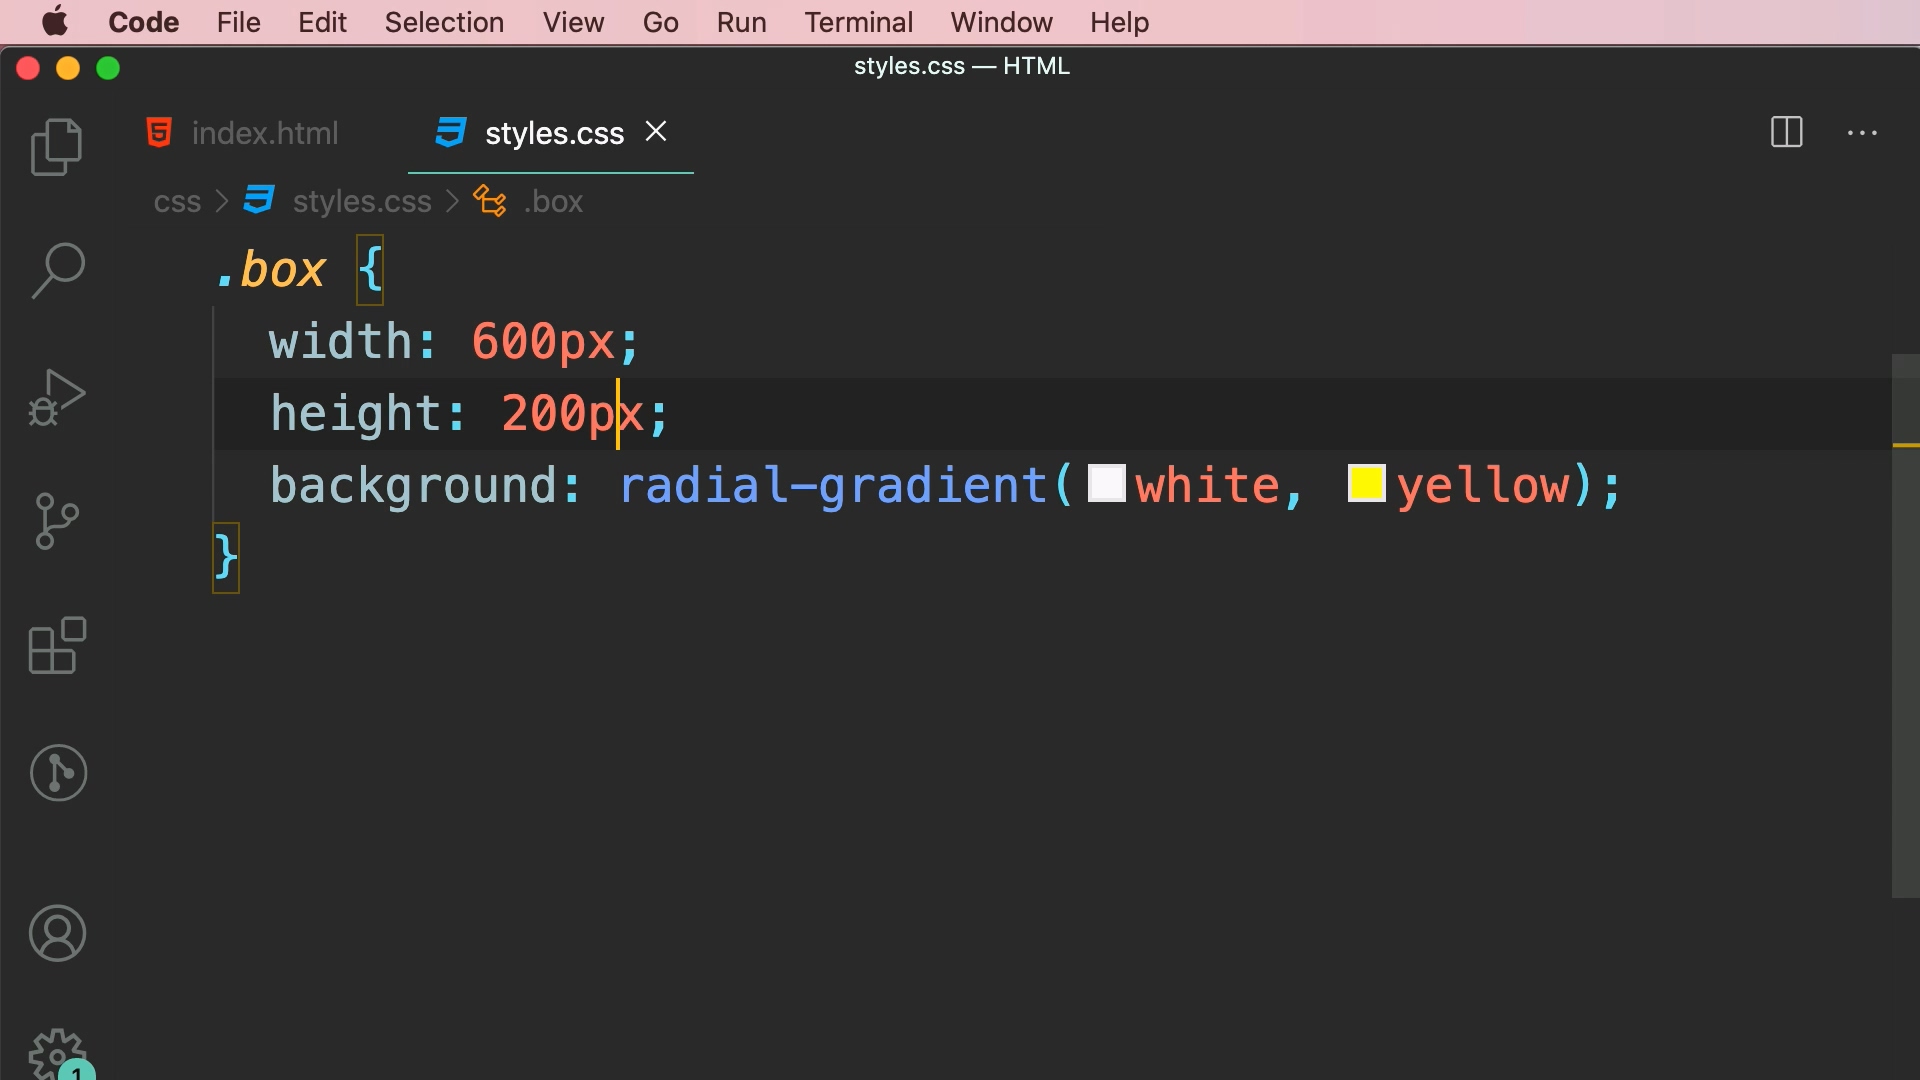 Code File Edit Selection View Go Run Terminal Window Help
styles.css — HTML
index.html styles.css
css > styles.css > .box
.box {
width: 600px;
height: 200px;
background: radial-gradient(white, yellow);
}
1